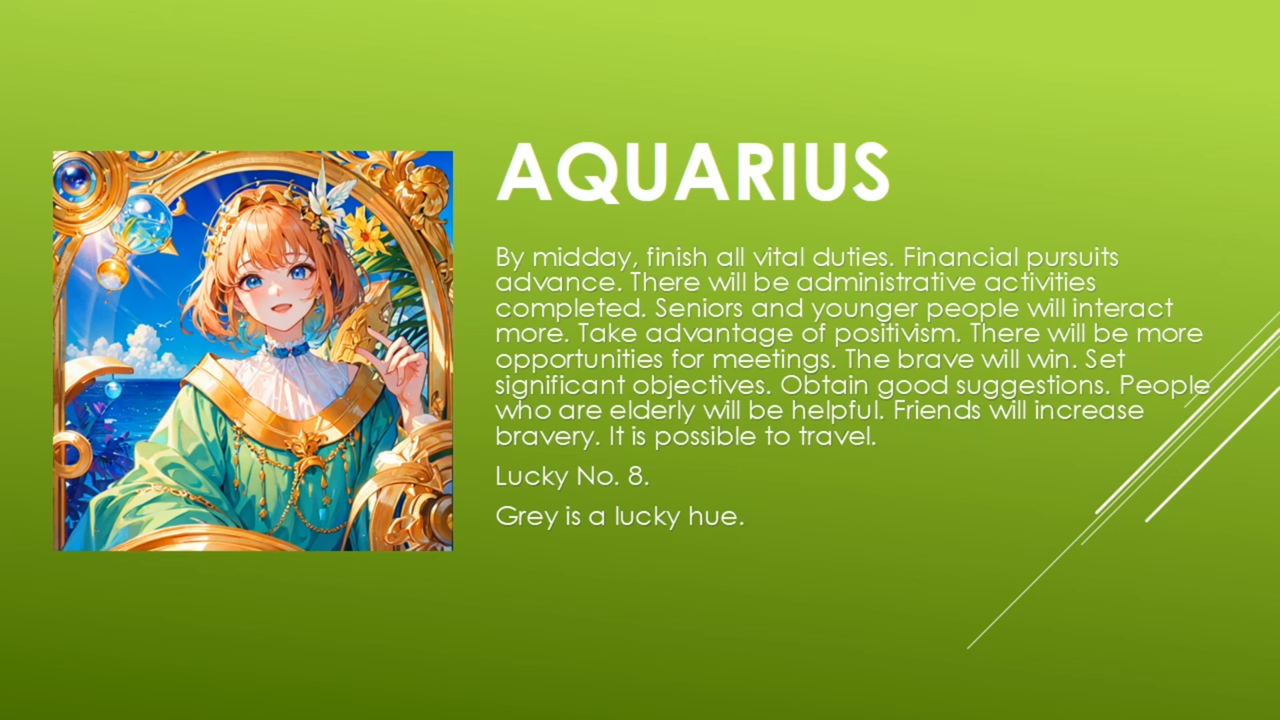 AQUARIUS
By midday, finish all vital duties. Financial pursuits
advance. There will be administrative activities
completed. Seniors and younger people will interact
more. Take advantage of positivism. There will be more
opportunities for meetings. The brave will win. Set
significant objectives. Obtain good suggestions. People
who are elderly will be helpful. Friends will increase
bravery. It is possible to travel.
Lucky No. 8.
Grey is a lucky hue.